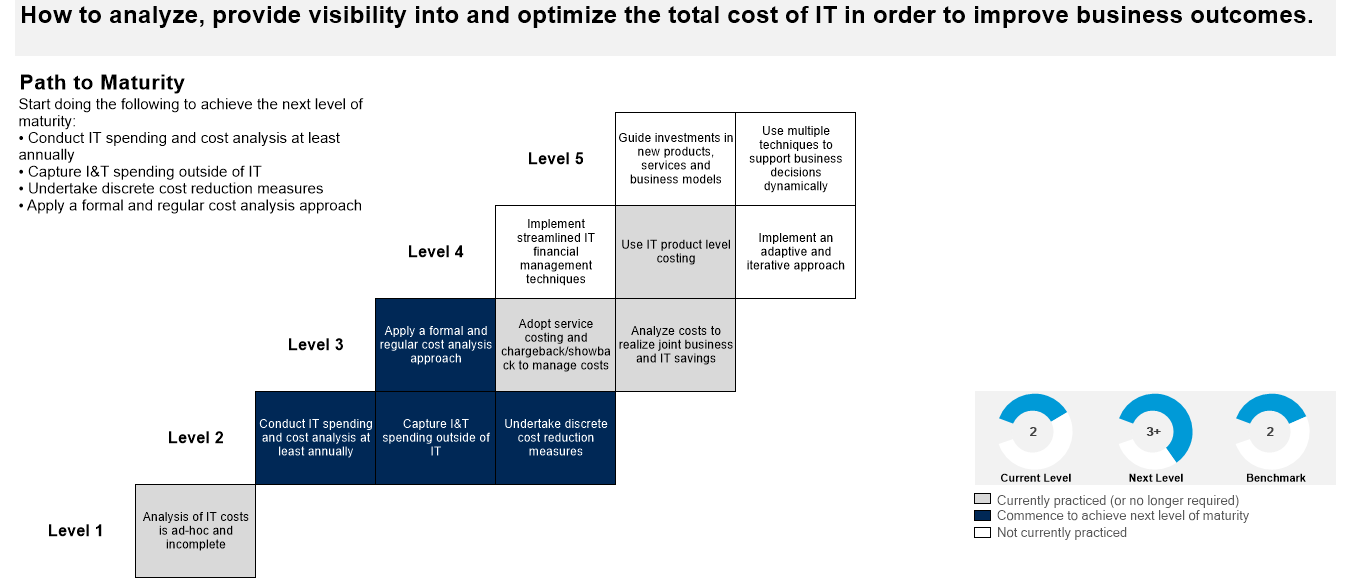 How to analyze, provide visibility into and optimize the total cost of IT in order to improve business outcomes.
Path to Maturity
Start doing the following to achieve the next level of
maturity:
• Conduct IT spending and cost analysis at least
annually
• Capture I&T spending outside of IT
• Undertake discrete cost reduction measures
• Apply a formal and regular cost analysis approach
Level 5
Guide investments in
new products,
services and
business models
Use multiple
techniques to
support business
decisions
dynamically
Level 4
Implement
streamlined IT
financial
management
techniques
Use IT product level
costing
Implement an
adaptive and
iterative approach
Level 3
Apply a formal and
regular cost analysis
approach
Adopt service
costing and
chargeback/showba
ck to manage costs
Analyze costs to
realize joint business
and IT savings
Level 2
Conduct IT spending
and cost analysis at
least annually
Capture I&T
spending outside of
IT
Undertake discrete
cost reduction
measures
Level 1
Analysis of IT costs
is ad-hoc and
incomplete
2
Current Level
3+
Next Level
2
Benchmark
Currently practiced (or no longer required)
Commence to achieve next level of maturity
Not currently practiced